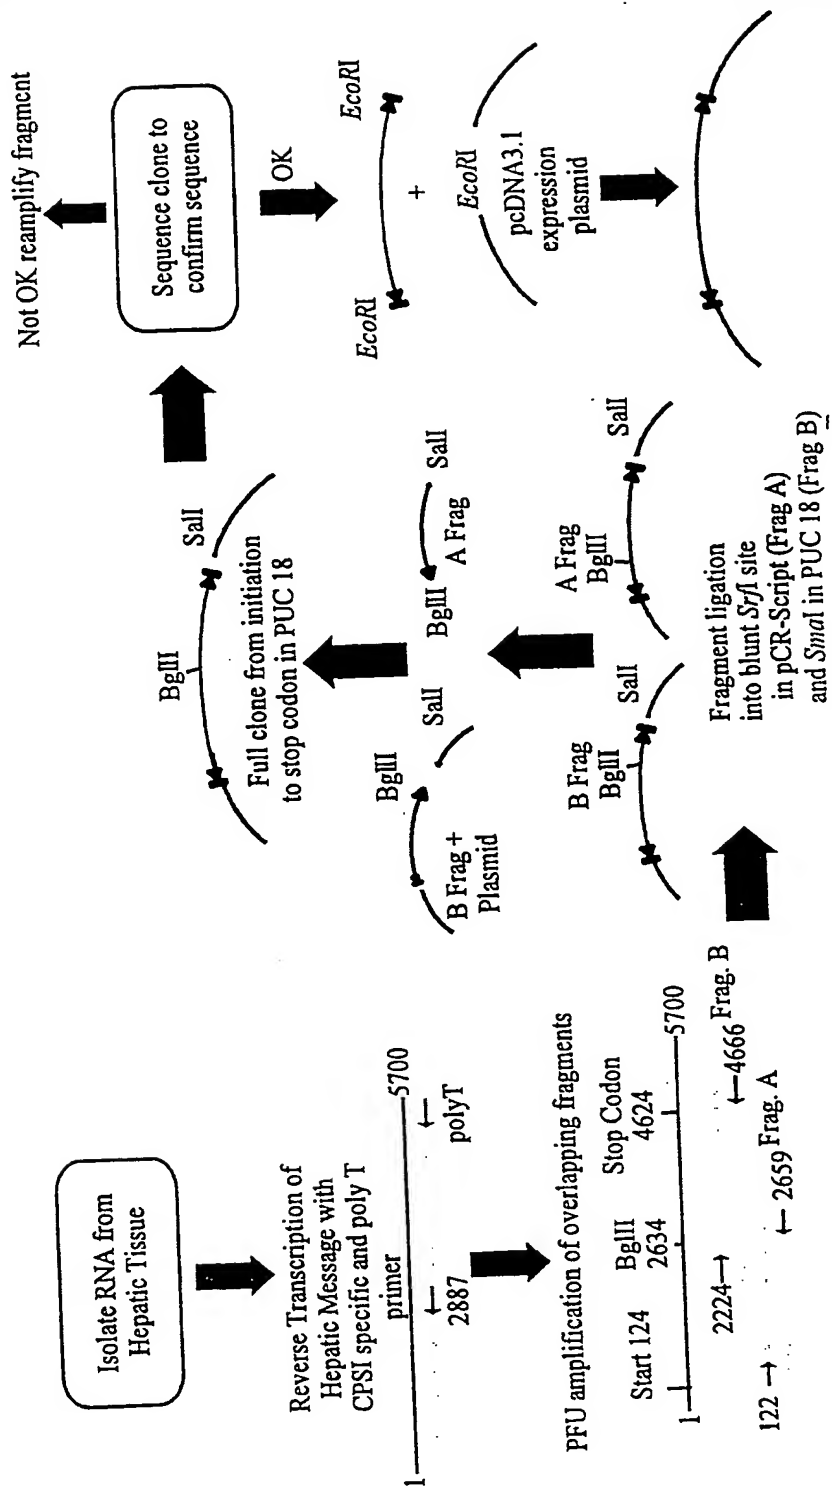 Isolate RNA from
Hepatic Tissue
Reverse Transcription of
Hepatic Message with
CPSI specific and poly T
primer
1
5700
2887
polyT
PFU amplification of overlapping fragments
Start 124
BglII
2634
Stop Codon
4624
1
5700
2224
4666 Frag. B
122
2659 Frag. A
B Frag
BglII
SalI
A Frag
BglII
SalI
Fragment ligation
into blunt SrfI site
in pCR-Script (Frag A)
and SmaI in PUC 18 (Frag B)
B Frag +
Plasmid
BglII
SalI
BglII
A Frag
SalI
BglII
SalI
Full clone from initiation
to stop codon in PUC 18
Sequence clone to
confirm sequence
Not OK reamplify fragment
OK
EcoRI
EcoRI
+
EcoRI
pcDNA3.1
expression
plasmid